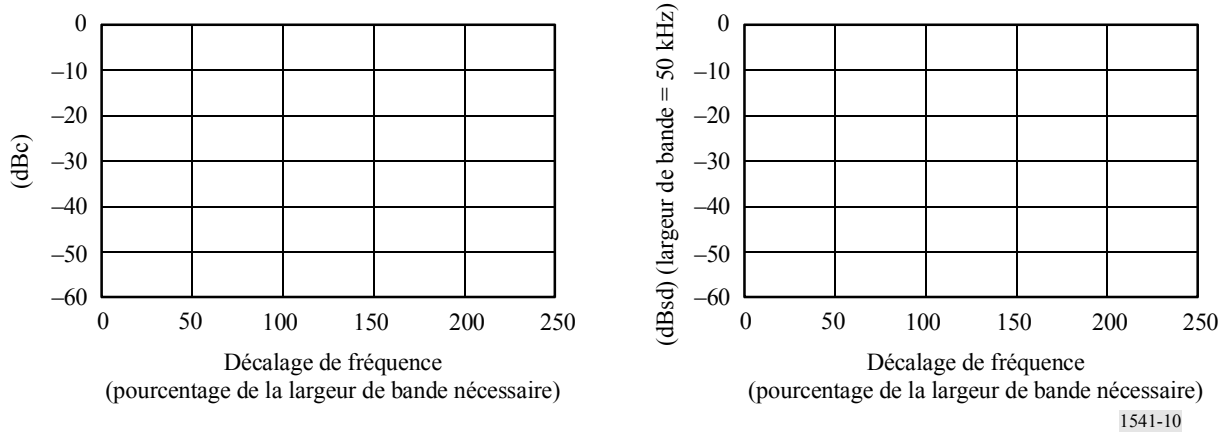 (dBc)
0
–10
–20
–30
–40
–50
–60
0 50 100 150 200 250
Décalage de fréquence
(pourcentage de la largeur de bande nécessaire)
(dBsd) (largeur de bande = 50 kHz)
0
–10
–20
–30
–40
–50
–60
0 50 100 150 200 250
Décalage de fréquence
(pourcentage de la largeur de bande nécessaire)
1541-10